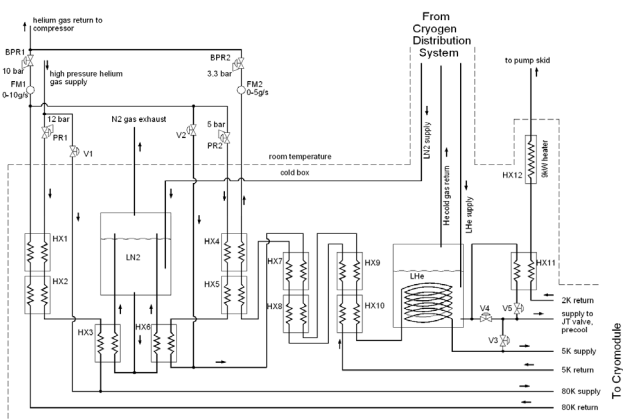 helium gas return to
compressor
BPR1
10 bar
FM1
0-10g/s
high pressure helium
gas supply
12 bar
PR1
V1
N2 gas exhaust
V2
5 bar
PR2
BPR2
3.3 bar
FM2
0-5g/s
From
Cryogen
Distribution
System
to pump skid
room temperature
cold box
LN2 supply
He cold gas return
LHe supply
HX12
9kW heater
HX1
HX2
HX3
LN2
HX4
HX5
HX6
HX7
HX8
HX9
HX10
LHe
HX11
V4
V5
V3
2K return
supply to
JT valve,
precool
5K supply
5K return
80K supply
80K return
To Cryomodule